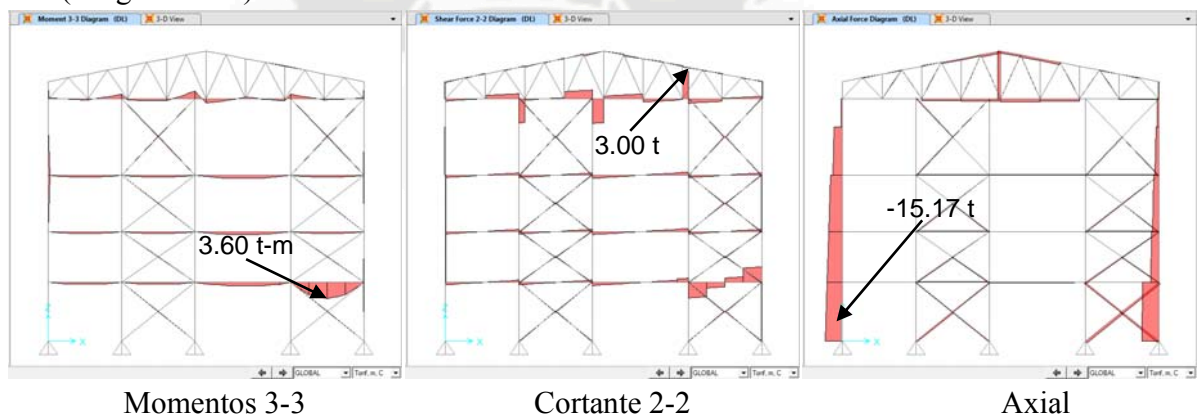 Moment 3-3 Diagram (DL)
3-D View
Shear Force 2-2 Diagram (DL)
3-D View
Axial Force Diagram (DL)
3-D View
3.00 t
-15.17 t
3.60 t-m
Z
X
Z
X
Z
X
GLOBAL
Tonf, m, C
GLOBAL
Tonf, m, C
GLOBAL
Tonf, m, C
Momentos 3-3
Cortante 2-2
Axial